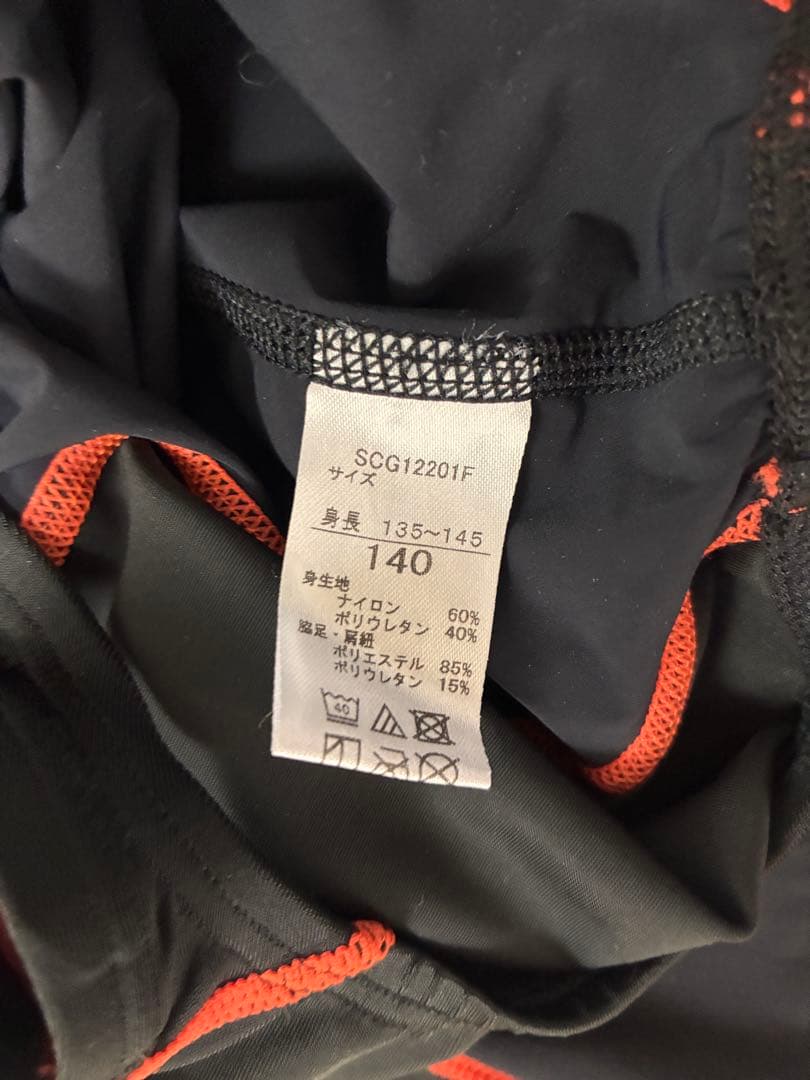 SCG12201F
サイズ
身長 135~145
140
身生地
ナイロン 60%
ポリウレタン 40%
脇足・肩紐
ポリエステル 85%
ポリウレタン 15%
40